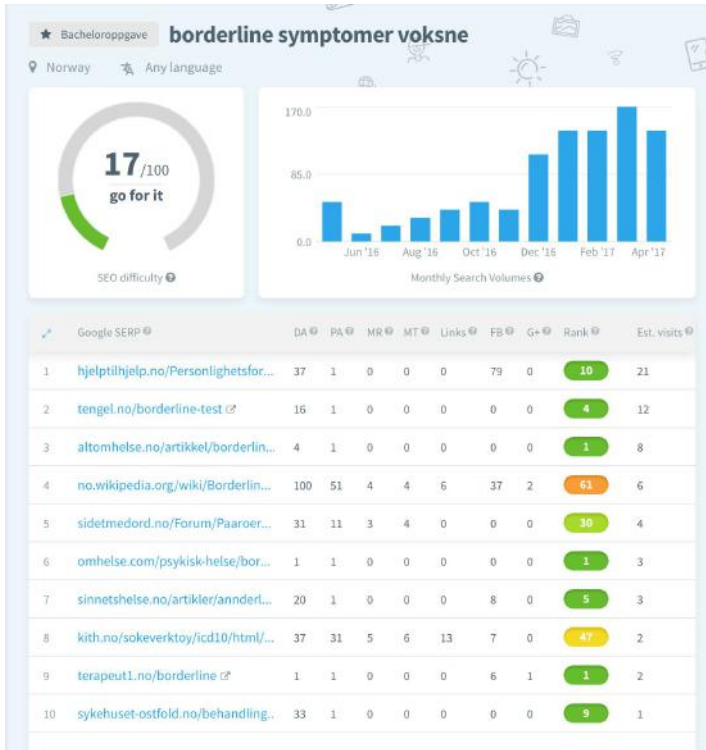 ★ Bacheloroppgave borderline symptomer voksne
Norway Any language
17/100
go for it
SEO difficulty
170.0
85.0
0.0
Jun '16 Aug '16 Oct '16 Dec '16 Feb '17 Apr '17
Monthly Search Volumes
Google SERP DA PA MR MT Links FB G+ Rank Est. visits
1 hjelptilhjelp.no/Personlighetsfor... 37 1 0 0 0 79 0 10 21
2 tengel.no/borderline-test 16 1 0 0 0 0 0 4 12
3 altomhelse.no/artikkel/borderlin... 4 1 0 0 0 0 0 1 8
4 no.wikipedia.org/wiki/Borderlin... 100 51 4 4 6 37 2 61 6
5 sidetmedord.no/Forum/Paaroer... 31 11 3 4 0 0 0 30 4
6 omhelse.com/psykisk-helse/bor... 1 1 0 0 0 0 0 1 3
7 sinnetshelse.no/artikler/annderl... 20 1 0 0 0 8 0 5 3
8 kith.no/sokeverktoy/icd10/html/... 37 31 5 6 13 7 0 47 2
9 terapeut1.no/borderline 1 1 0 0 0 6 1 1 2
10 sykehuset-ostfold.no/behandling... 33 1 0 0 0 0 0 9 1